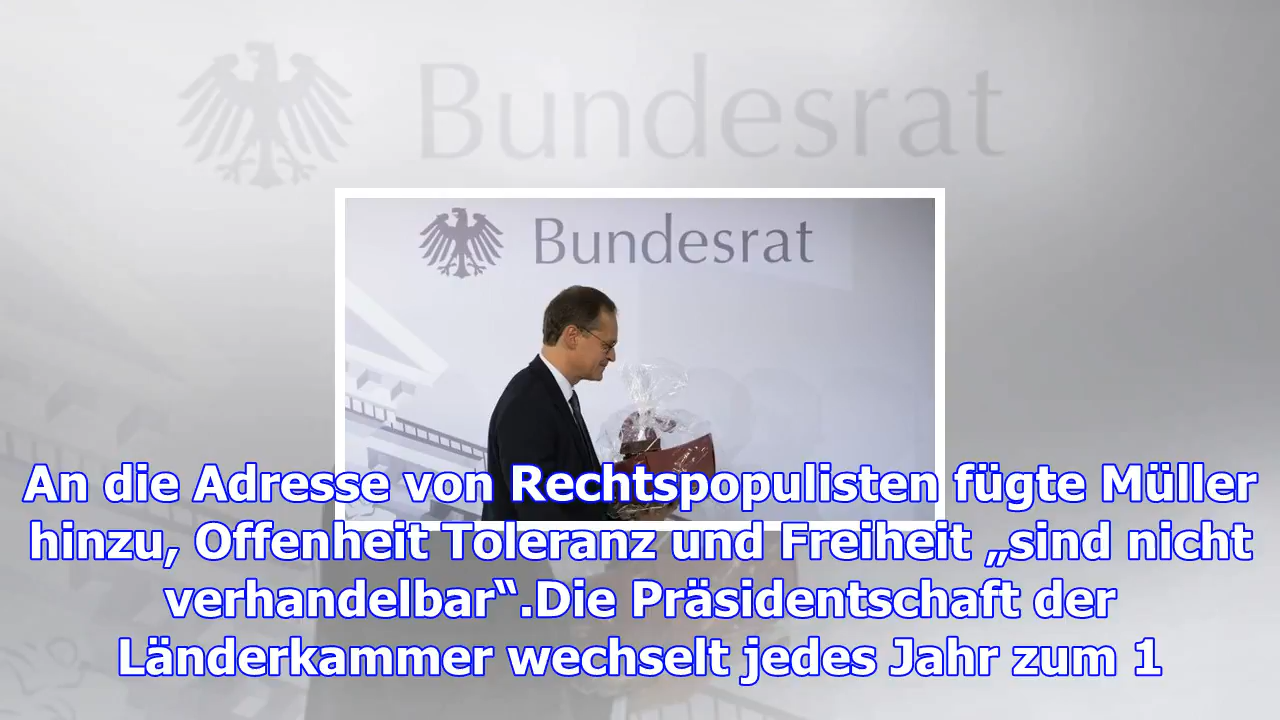 Bundesrat
Bundesrat
An die Adresse von Rechtspopulisten fügte Müller
hinzu, Offenheit Toleranz und Freiheit „sind nicht
verhandelbar“.Die Präsidentschaft der
Länderkammer wechselt jedes Jahr zum 1